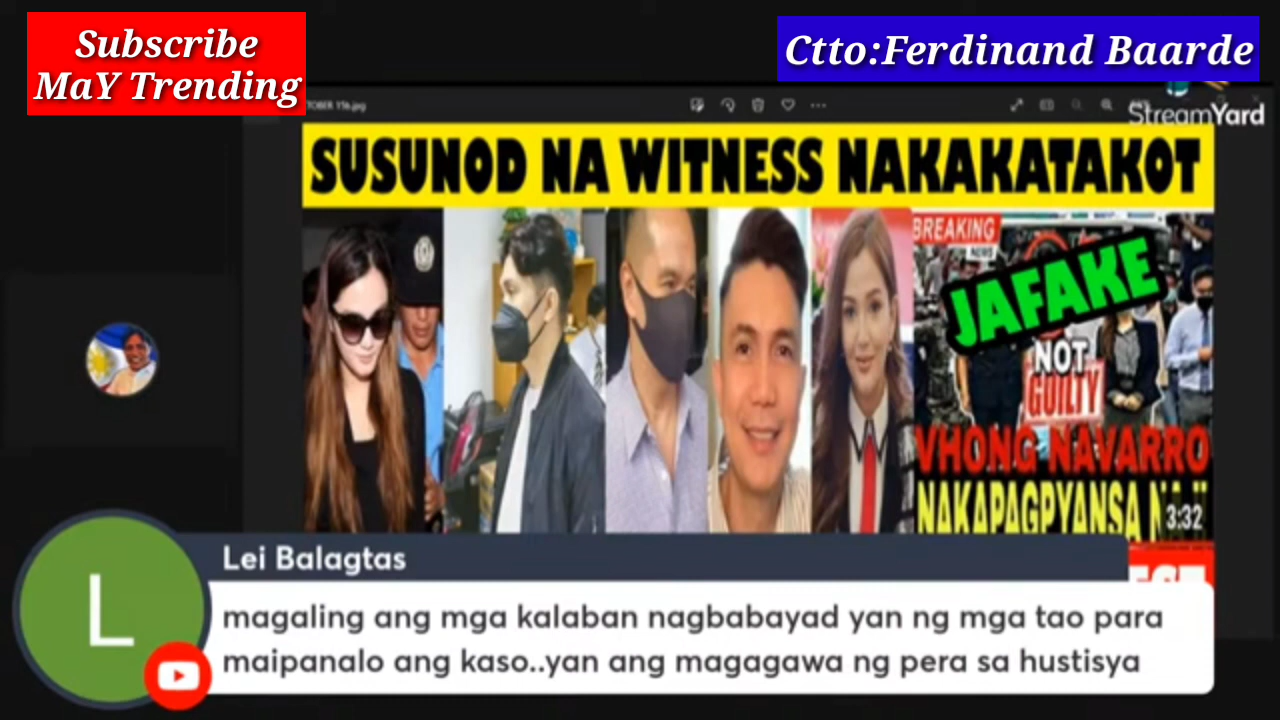 Subscribe
MaY Trending
Ctto:Ferdinand Baarde
StreamYard
SUSUNOD NA WITNESS NAKAKATAKOT
BREAKING
NEWS
JAFAKE
NOT
GUILTY
VHONG NAVARRO
NAKAPAGPYANSA
3:32
Lei Balagtas
L
magaling ang mga kalaban nagbabayad yan ng mga tao para
maipanalo ang kaso..yan ang magagawa ng pera sa hustisya